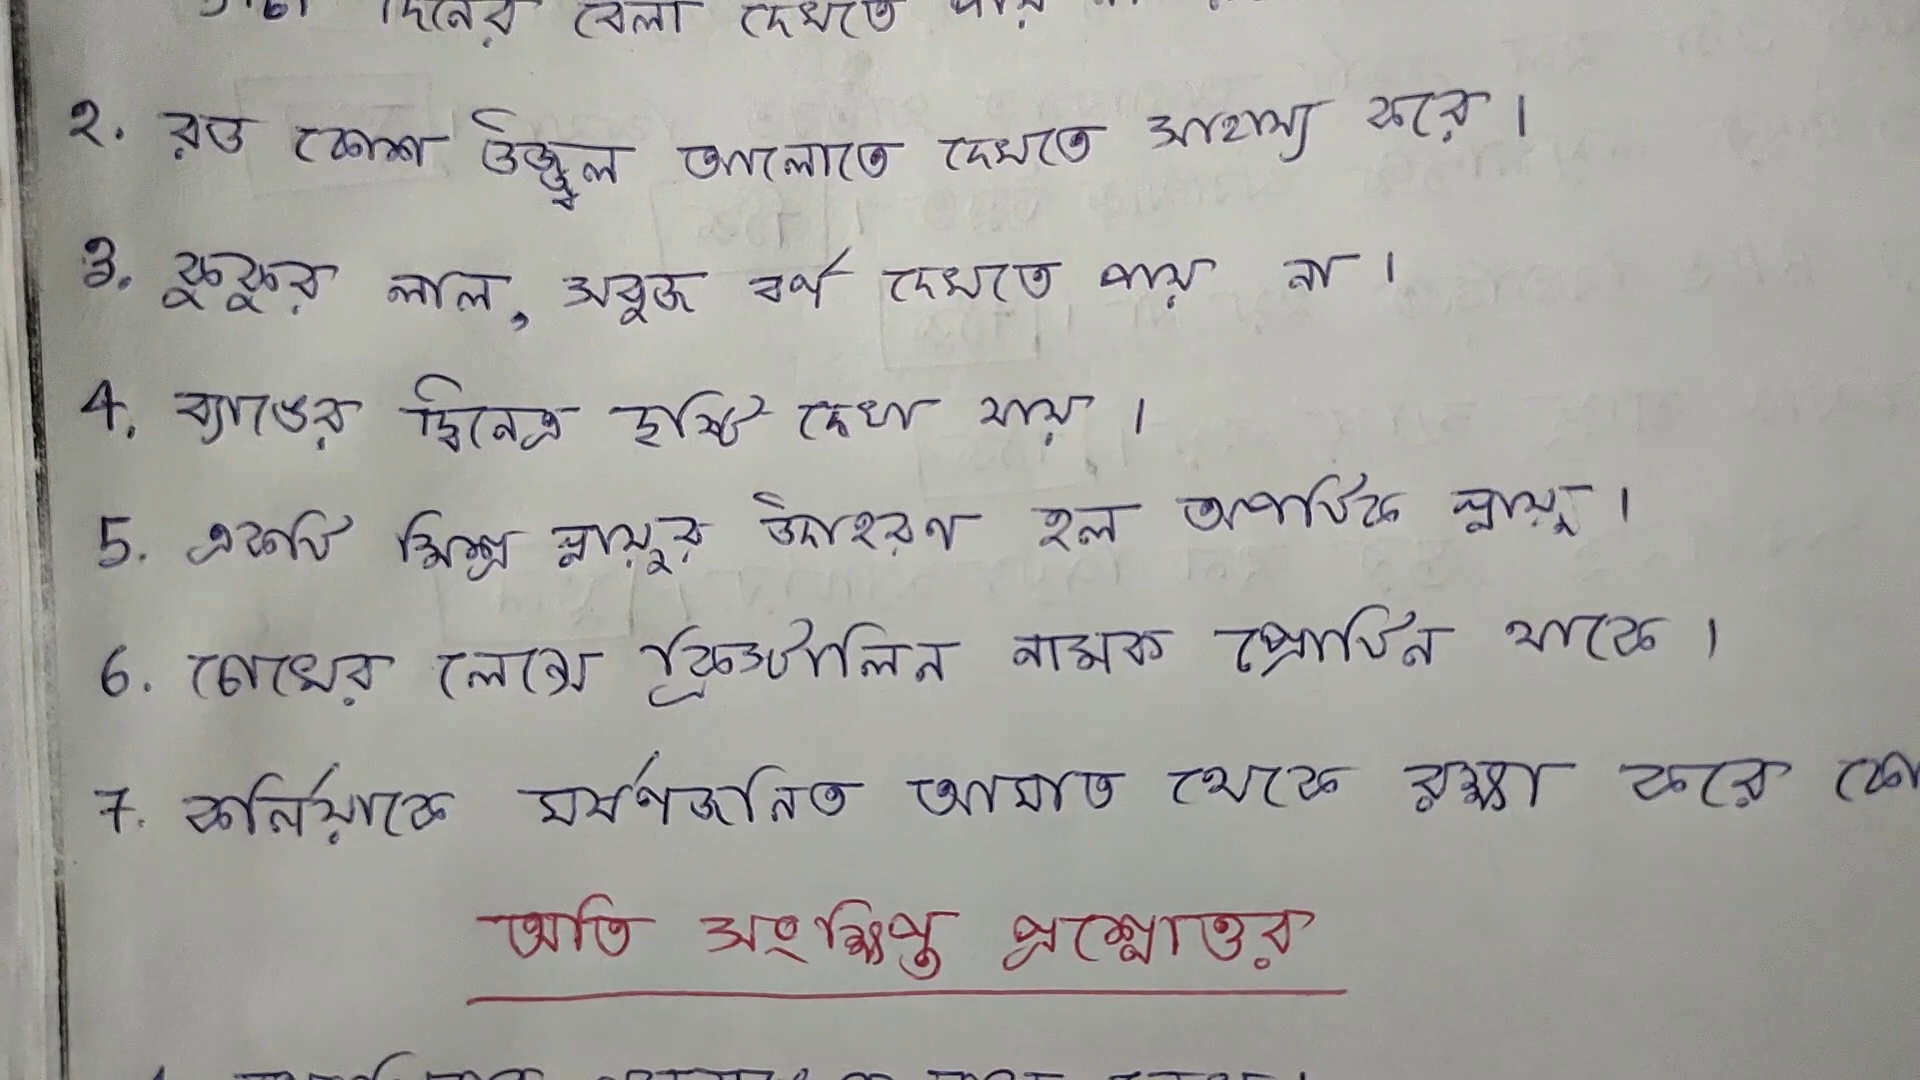 দিনের বেলা দেখতে পায় না
২. রড কোশ উজ্জ্বল আলোতে দেখতে সাহায্য করে।
3. কুকুর লাল, সবুজ বর্ণ দেখতে পায় না।
4. ব্যাঙের দ্বিনেত্র দৃষ্টি দেখা যায়।
5. একটি মিশ্র স্নায়ুর উদাহরণ হল অপটিক স্নায়ু।
6. চোখের লেন্সে ক্রিস্টালিন নামক প্রোটিন থাকে।
7. কর্নিয়াকে ঘর্ষণজনিত আঘাত থেকে রক্ষা করে
অতি সংক্ষিপ্ত প্রশ্নোত্তর